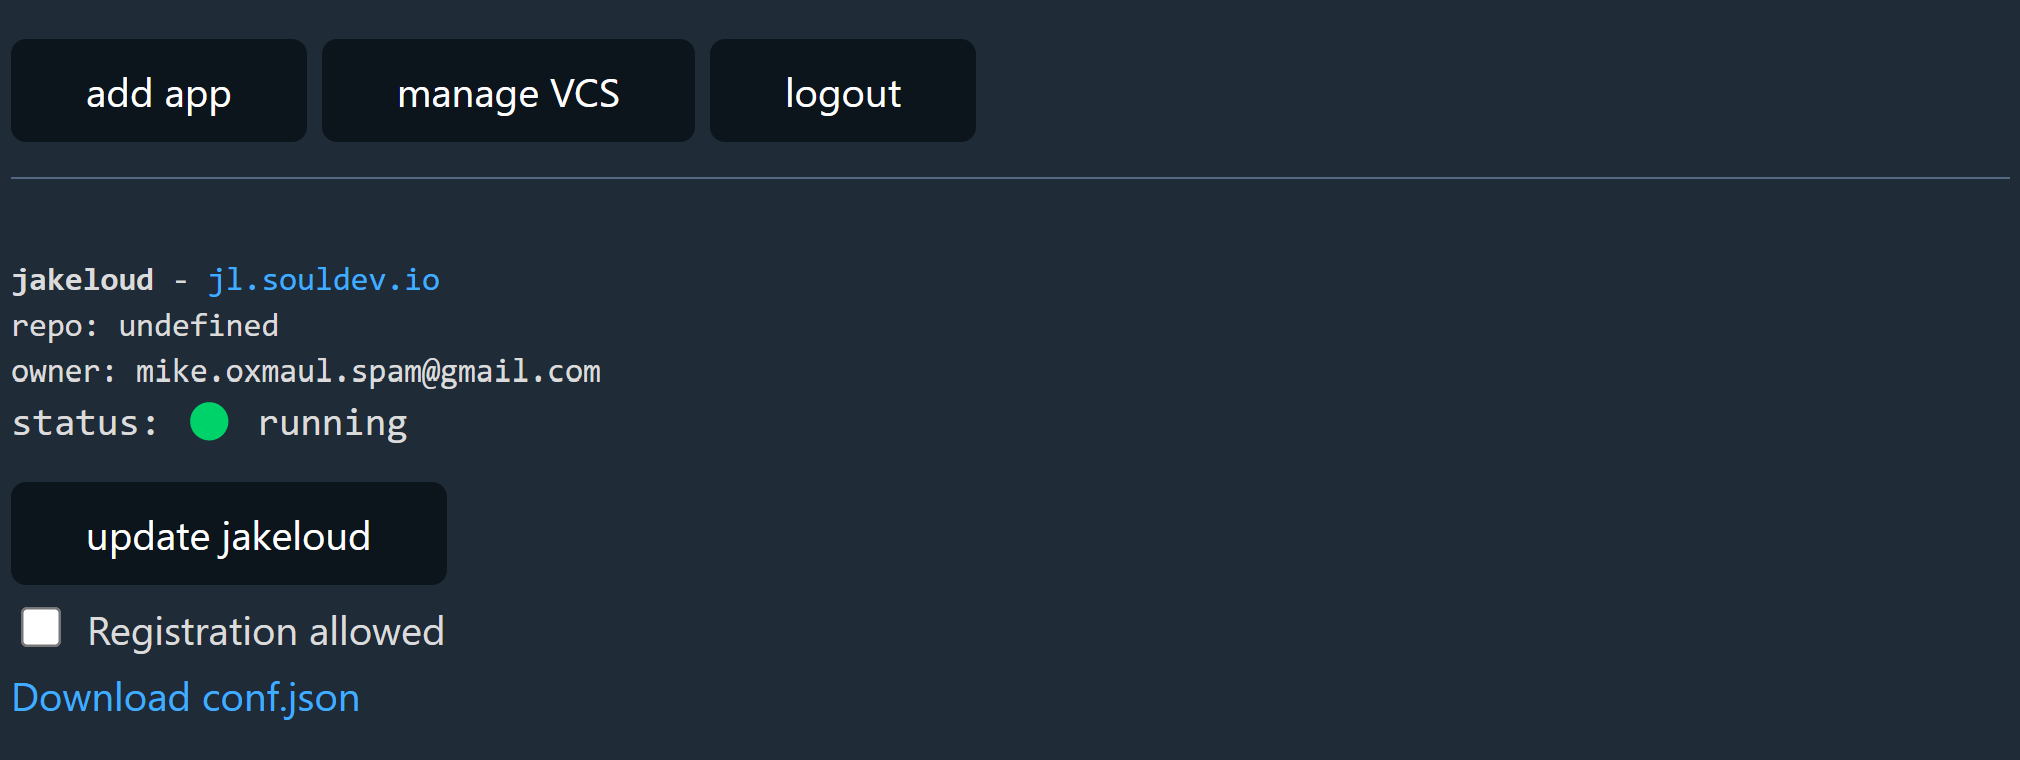 add app manage VCS logout
jakeloud - jl.souldev.io
repo: undefined
owner: mike.oxmaul.spam@gmail.com
status: running
update jakeloud
Registration allowed
Download conf.json